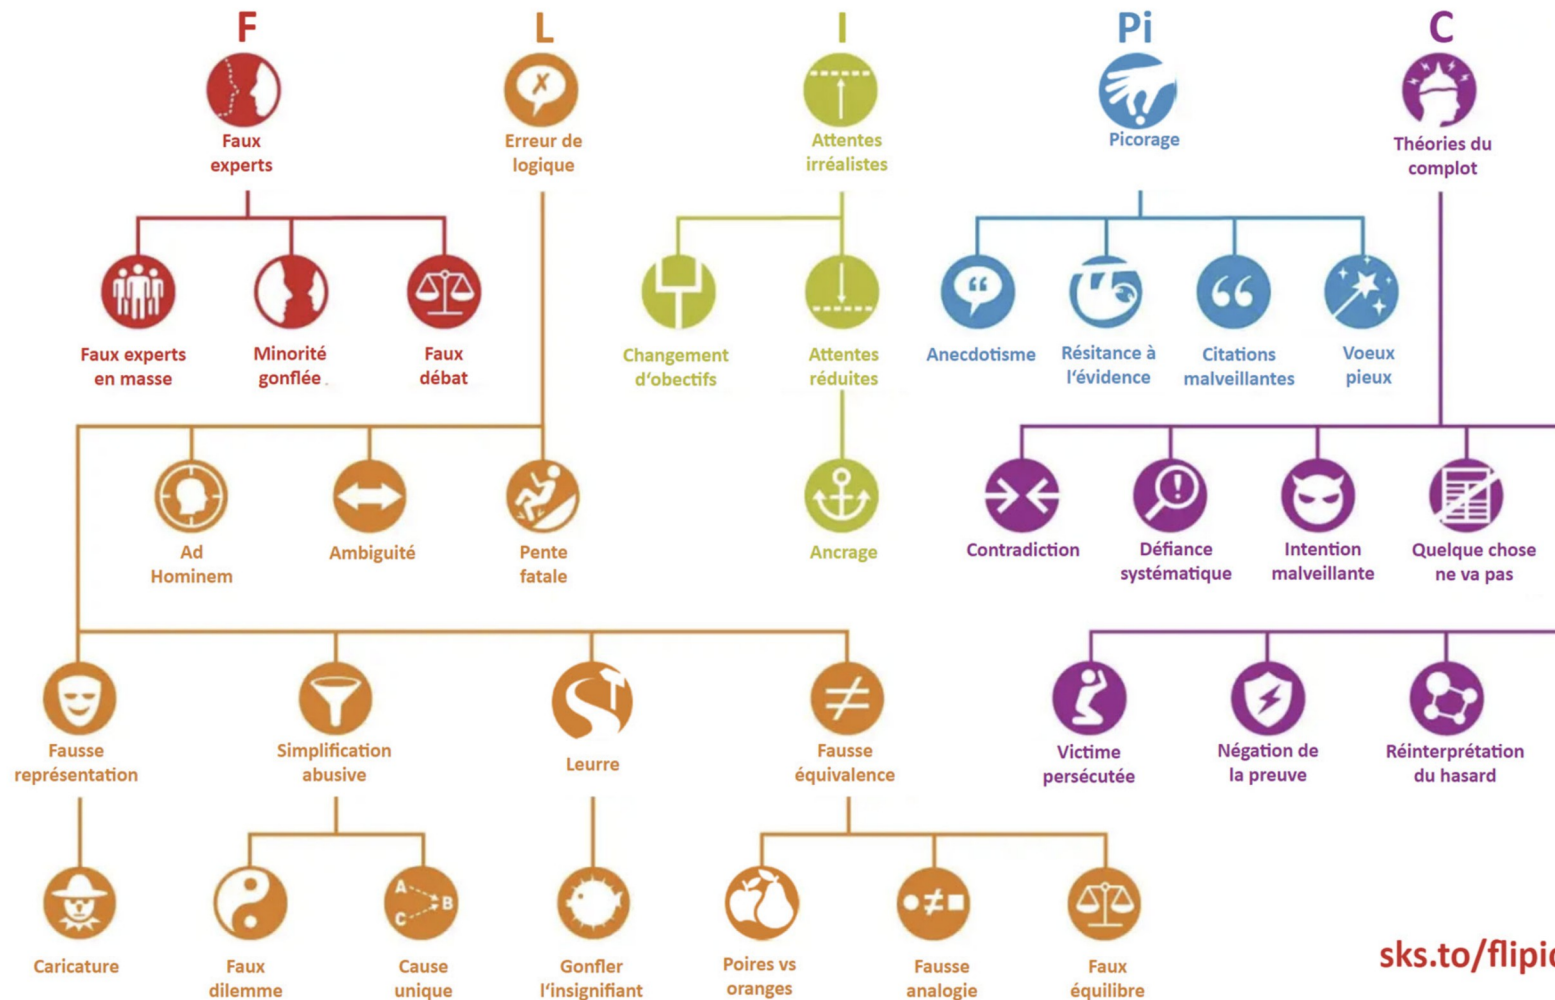 F
L
I
Pi
C
Faux
experts
Erreur de
logique
Attentes
irréalistes
Picorage
Théories du
complot
Faux experts
en masse
Minorité
gonflée
Faux
débat
Changement
d‘obectifs
Attentes
réduites
Anecdotisme
Résitance à
l‘évidence
Citations
malveillantes
Voeux
pieux
Ad
Hominem
Ambiguité
Pente
fatale
Ancrage
Contradiction
Défiance
systématique
Intention
malveillante
Quelque chose
ne va pas
Fausse
représentation
Simplification
abusive
Leurre
Fausse
équivalence
Victime
persécutée
Négation de
la preuve
Réinterprétation
du hasard
A
B
C
Caricature
Faux
dilemme
Cause
unique
Gonfler
l‘insignifiant
Poires vs
oranges
Fausse
analogie
Faux
équilibre
sks.to/flipic